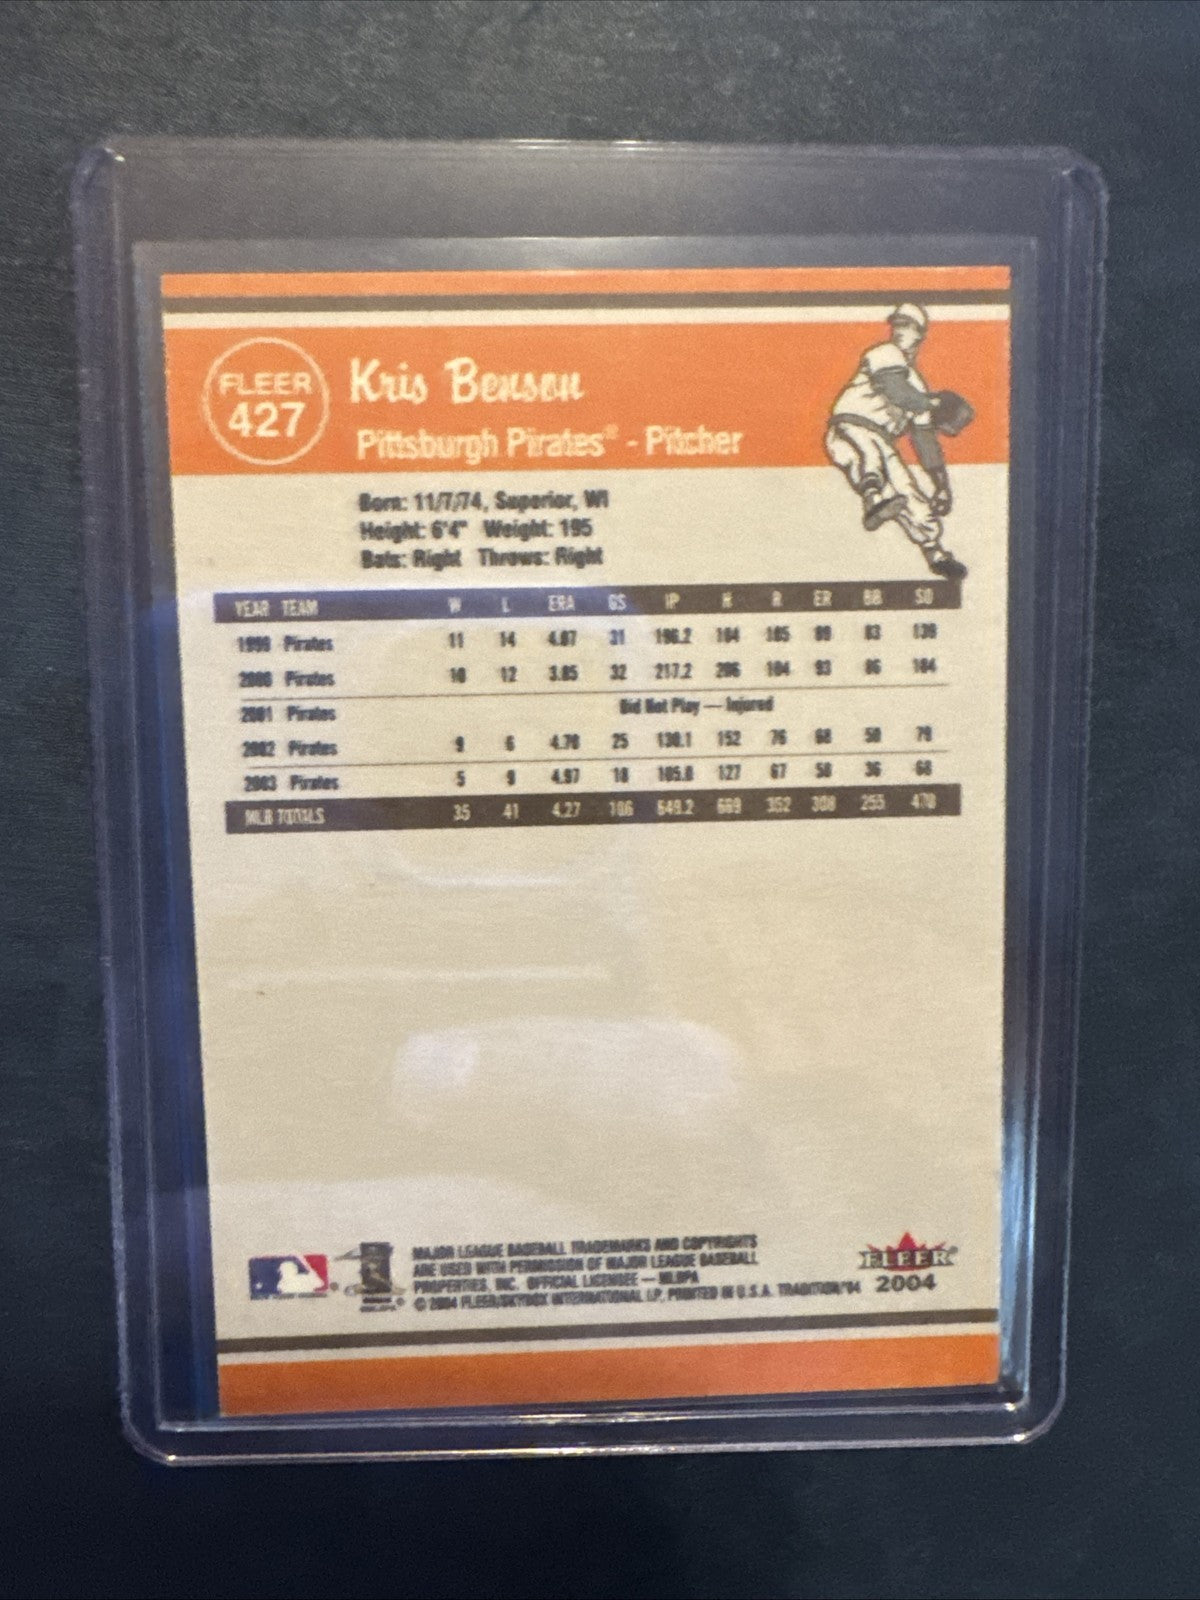 FLEER
427
Kris Benson
Pittsburgh Pirates® - Pitcher
Born: 11/7/74, Superior, WI
Height: 6'4" Weight: 195
Bats: Right Throws: Right
YEAR TEAM W L ERA GS IP H R ER BB SO
1999 Pirates 11 14 4.07 31 196.2 184 105 89 83 139
2000 Pirates 10 12 3.85 32 217.2 206 104 93 86 184
2001 Pirates Did Not Play — Injured
2002 Pirates 9 6 4.70 25 130.1 152 76 68 50 79
2003 Pirates 5 9 4.97 18 105.0 127 67 58 36 68
MLB TOTALS 35 41 4.27 106 649.2 669 352 308 255 470
MAJOR LEAGUE BASEBALL TRADEMARKS AND COPYRIGHTS
ARE USED WITH PERMISSION OF MAJOR LEAGUE BASEBALL
PROPERTIES, INC. OFFICIAL LICENSEE — MLBPA
© 2004 FLEER/SKYBOX INTERNATIONAL LP, PRINTED IN U.S.A. TRADITION/'04
FLEER®
2004